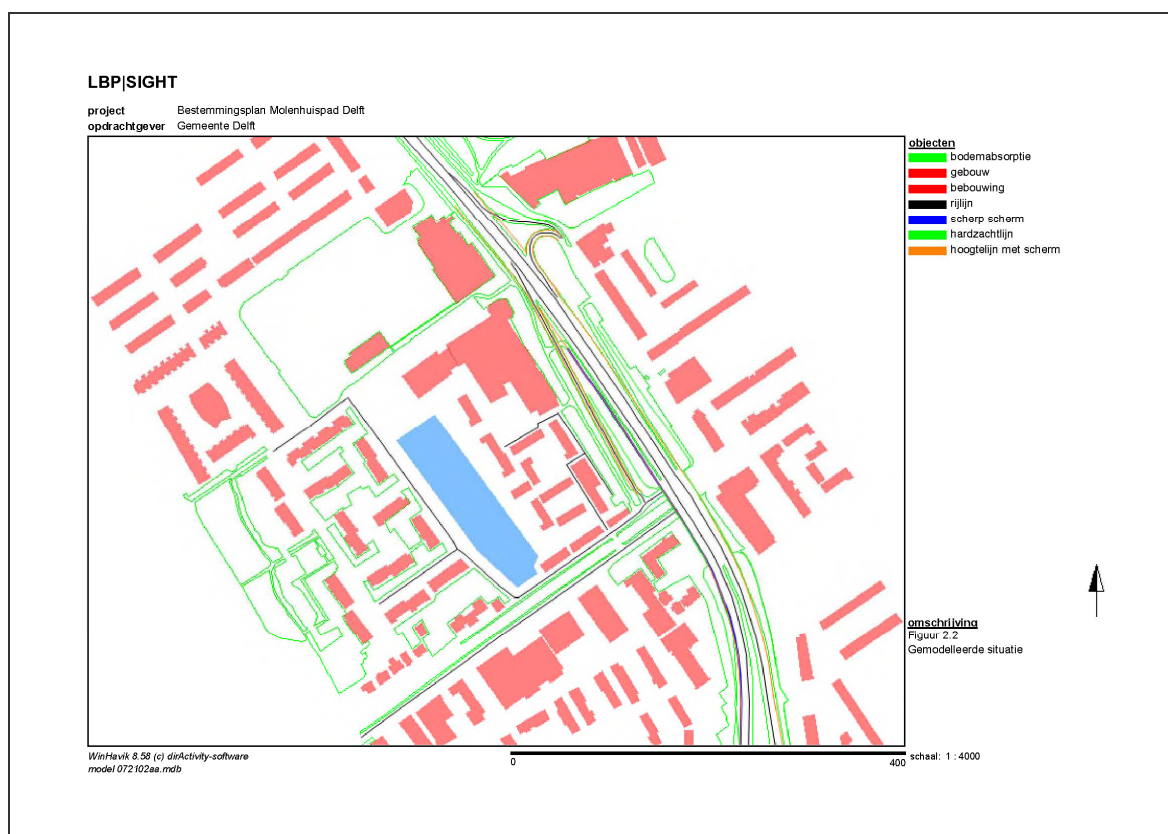 LBP|SIGHT
project Bestemmingsplan Molenhuispad Delft
opdrachtgever Gemeente Delft
objecten
bodemabsorptie
gebouw
bebouwing
rijlijn
scherp scherm
hardzachtlijn
hoogtelijn met scherm
omschrijving
Figuur 2.2
Gemodelleerde situatie
WinHavik 8.58 (c) dirActivity-software
model 072102aa.mdb
0 400
schaal: 1 : 4000